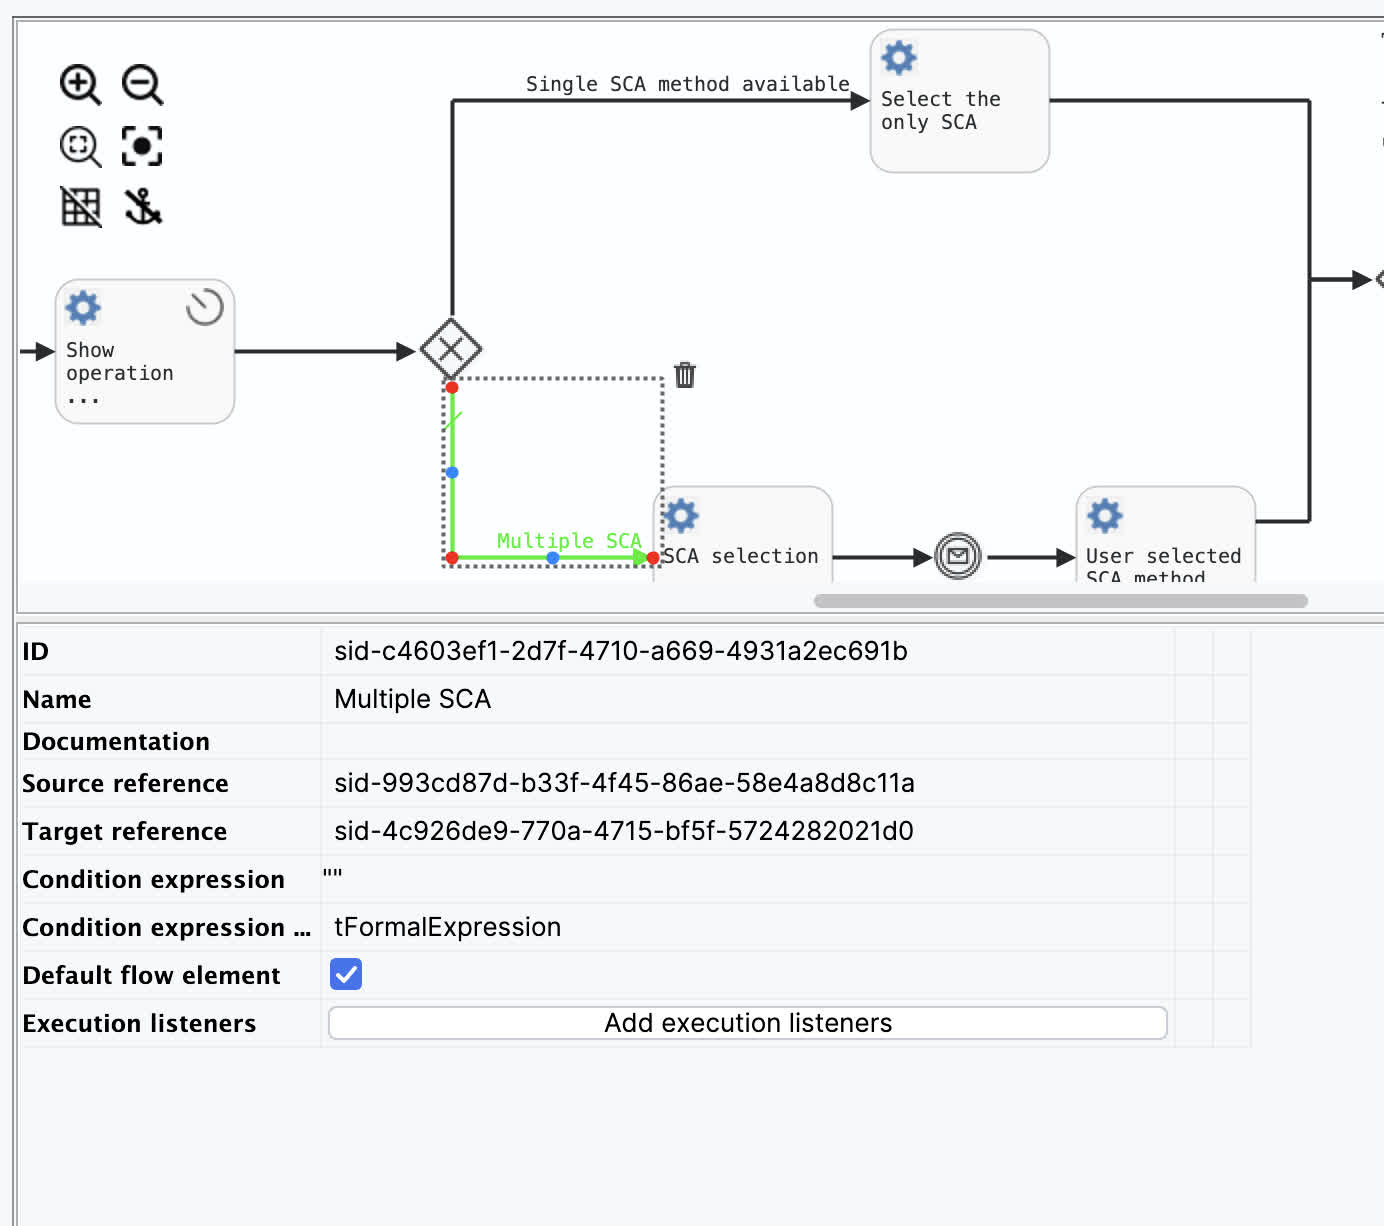 Single SCA method available
Select the
only SCA
Show
operation
...
Multiple SCA
SCA selection
User selected
SCA method
ID
sid-c4603ef1-2d7f-4710-a669-4931a2ec691b
Name
Multiple SCA
Documentation
Source reference
sid-993cd87d-b33f-4f45-86ae-58e4a8d8c11a
Target reference
sid-4c926de9-770a-4715-bf5f-5724282021d0
Condition expression
""
Condition expression ...
tFormalExpression
Default flow element
Execution listeners
Add execution listeners